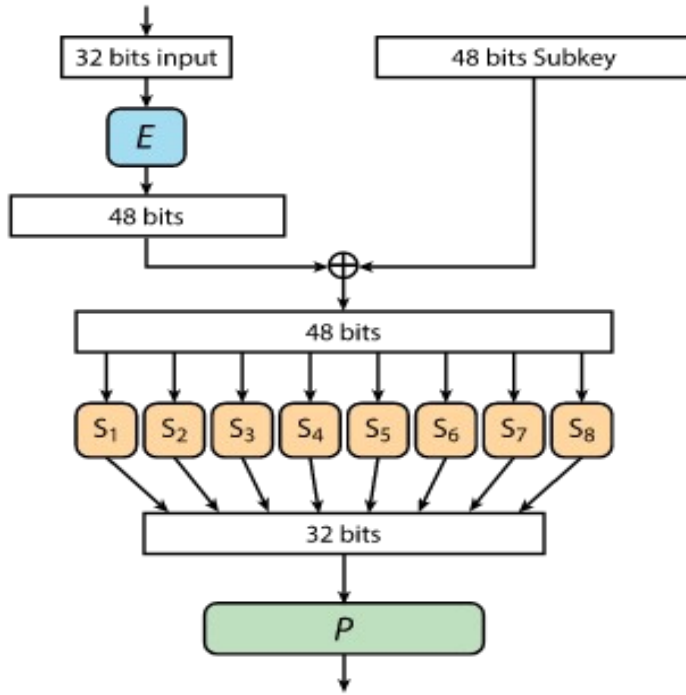 32 bits input
48 bits Subkey
E
48 bits
48 bits
S₁ S₂ S₃ S₄ S₅ S₆ S₇ S₈
32 bits
P